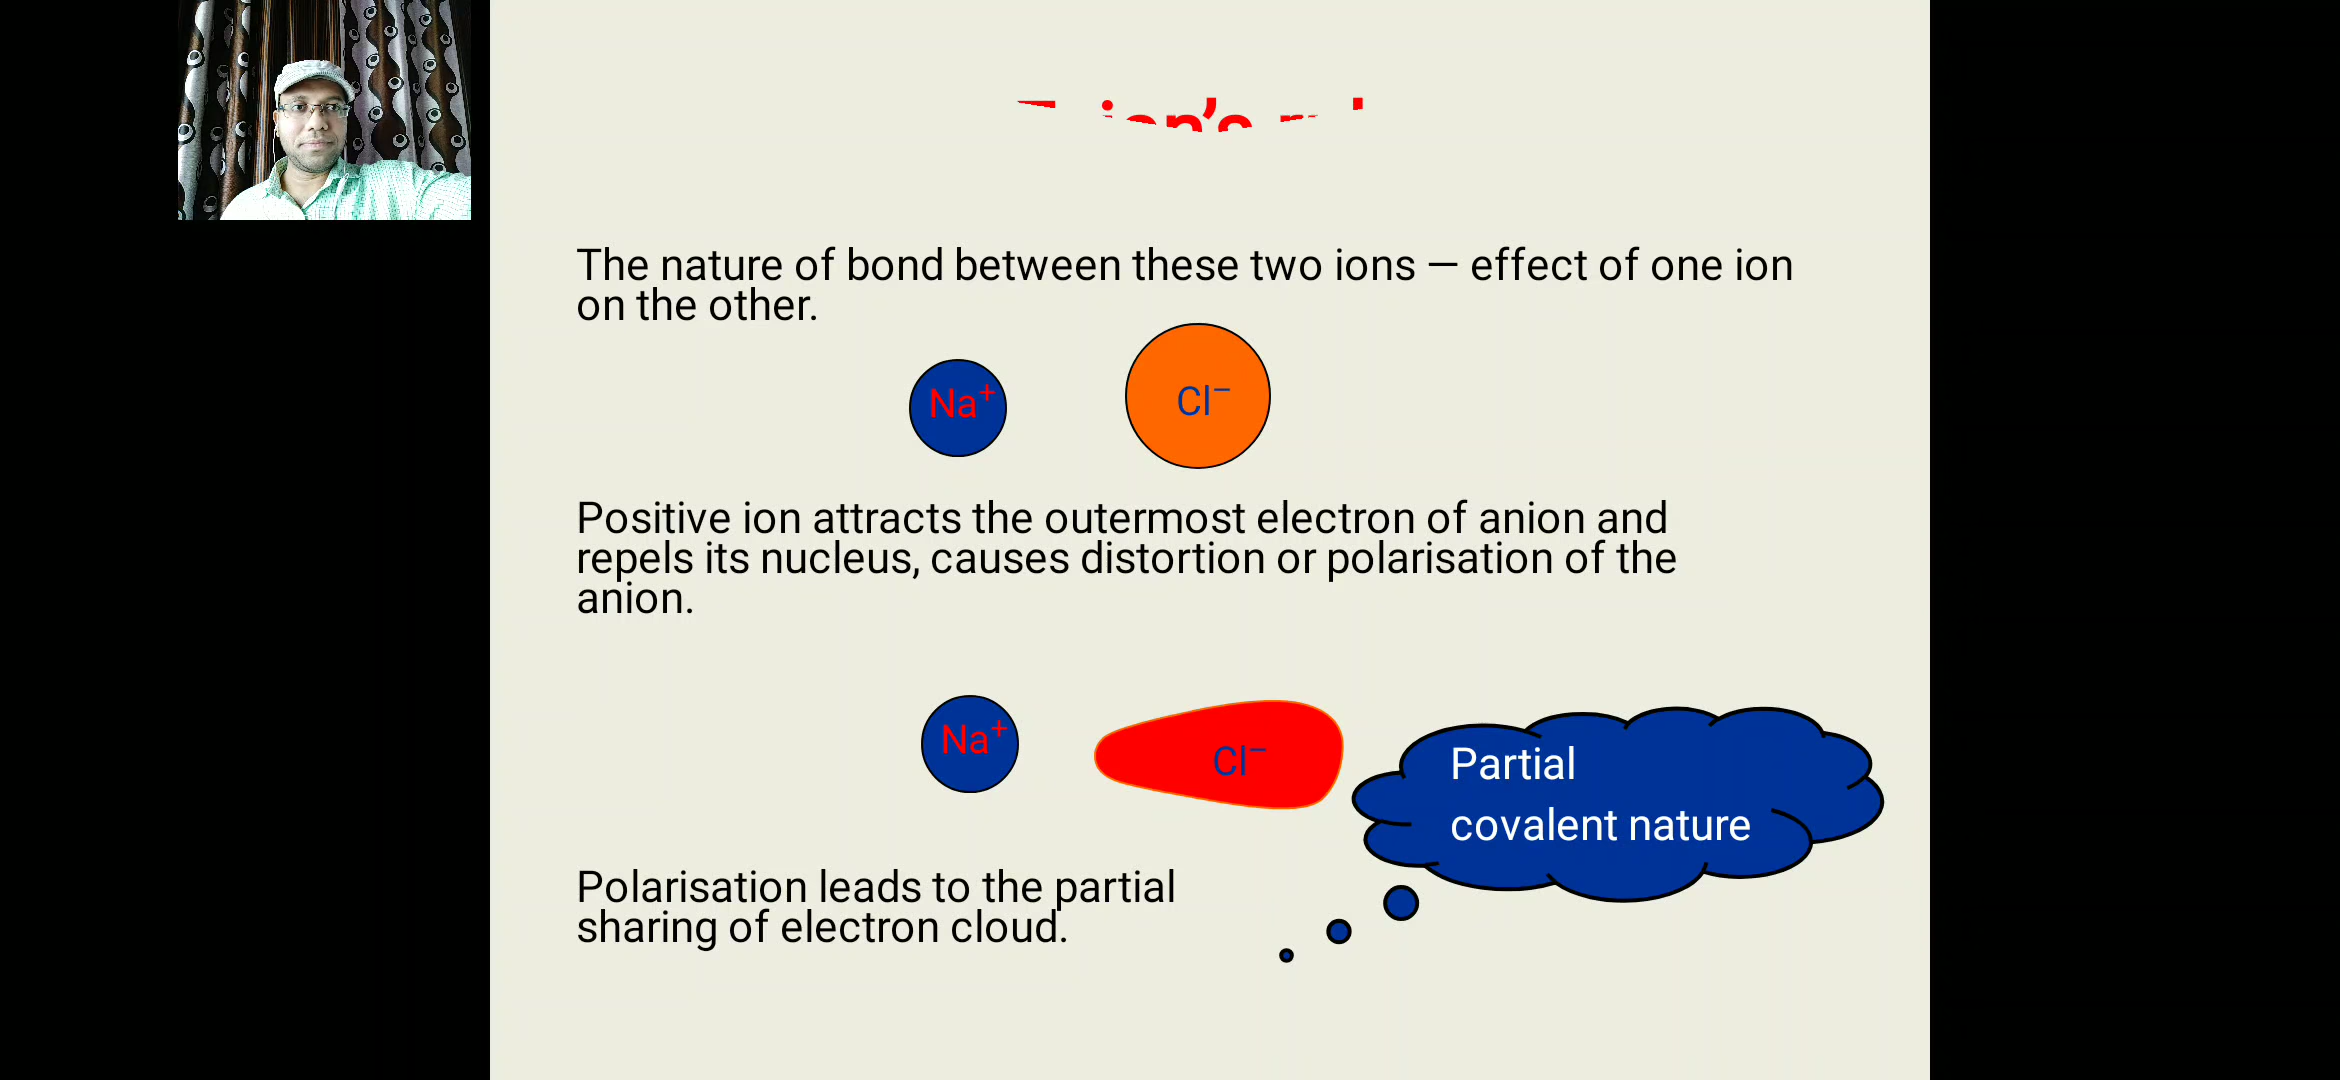 The nature of bond between these two ions — effect of one ion
on the other.
Na⁺
Cl⁻
Positive ion attracts the outermost electron of anion and
repels its nucleus, causes distortion or polarisation of the
anion.
Na⁺
Cl⁻
Partial
covalent nature
Polarisation leads to the partial
sharing of electron cloud.